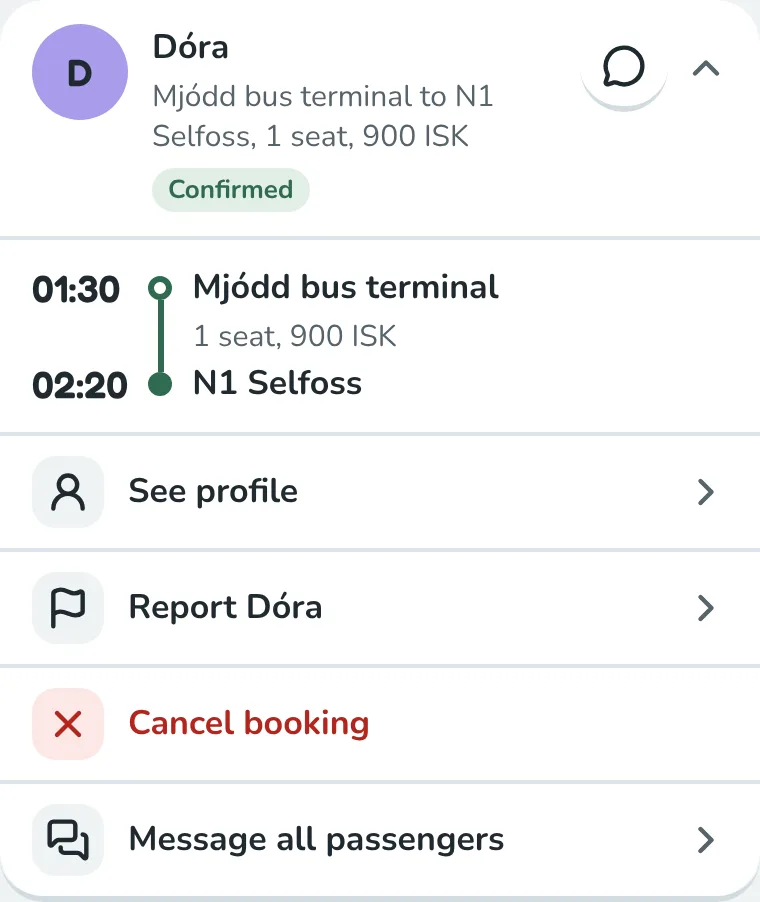 D
Dóra
Mjódd bus terminal to N1
Selfoss, 1 seat, 900 ISK
Confirmed
01:30
Mjódd bus terminal
1 seat, 900 ISK
02:20
N1 Selfoss
See profile
Report Dóra
Cancel booking
Message all passengers